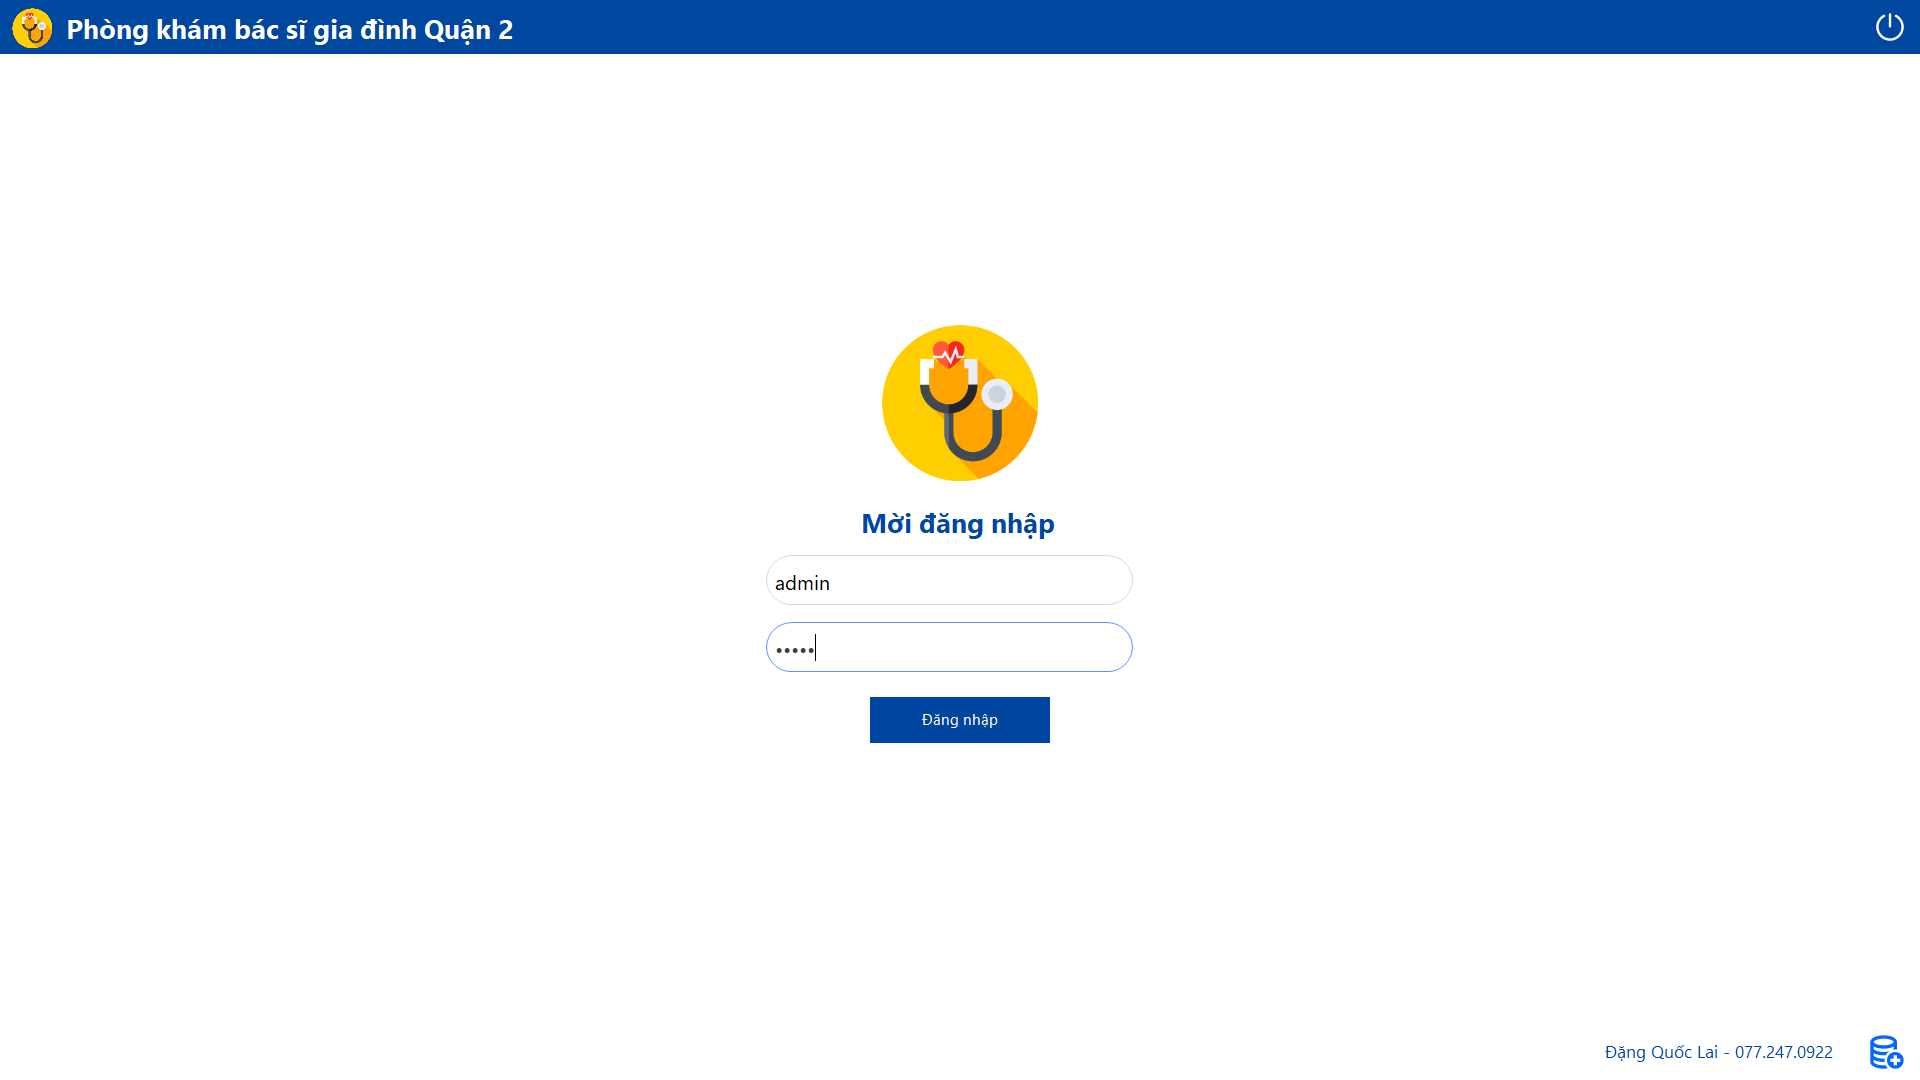 Phòng khám bác sĩ gia đình Quận 2
Mời đăng nhập
admin
•••••
Đăng nhập
Đặng Quốc Lai - 077.247.0922